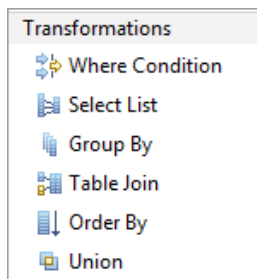 Transformations
Where Condition
Select List
Group By
Table Join
Order By
Union